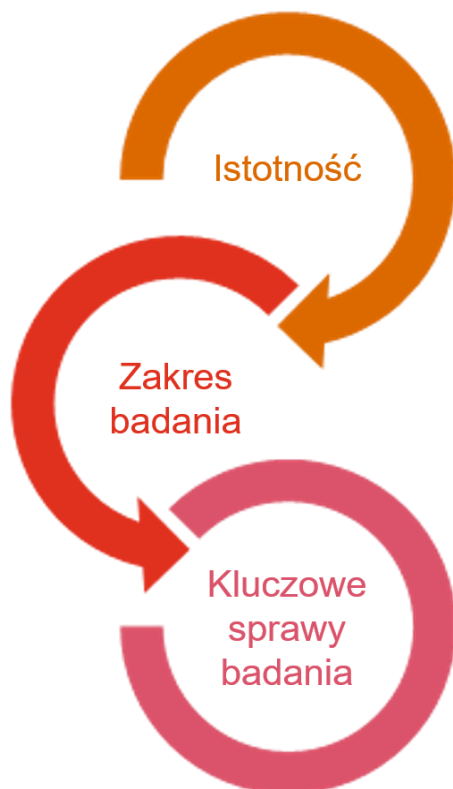 Istotność
Zakres
badania
Kluczowe
sprawy
badania